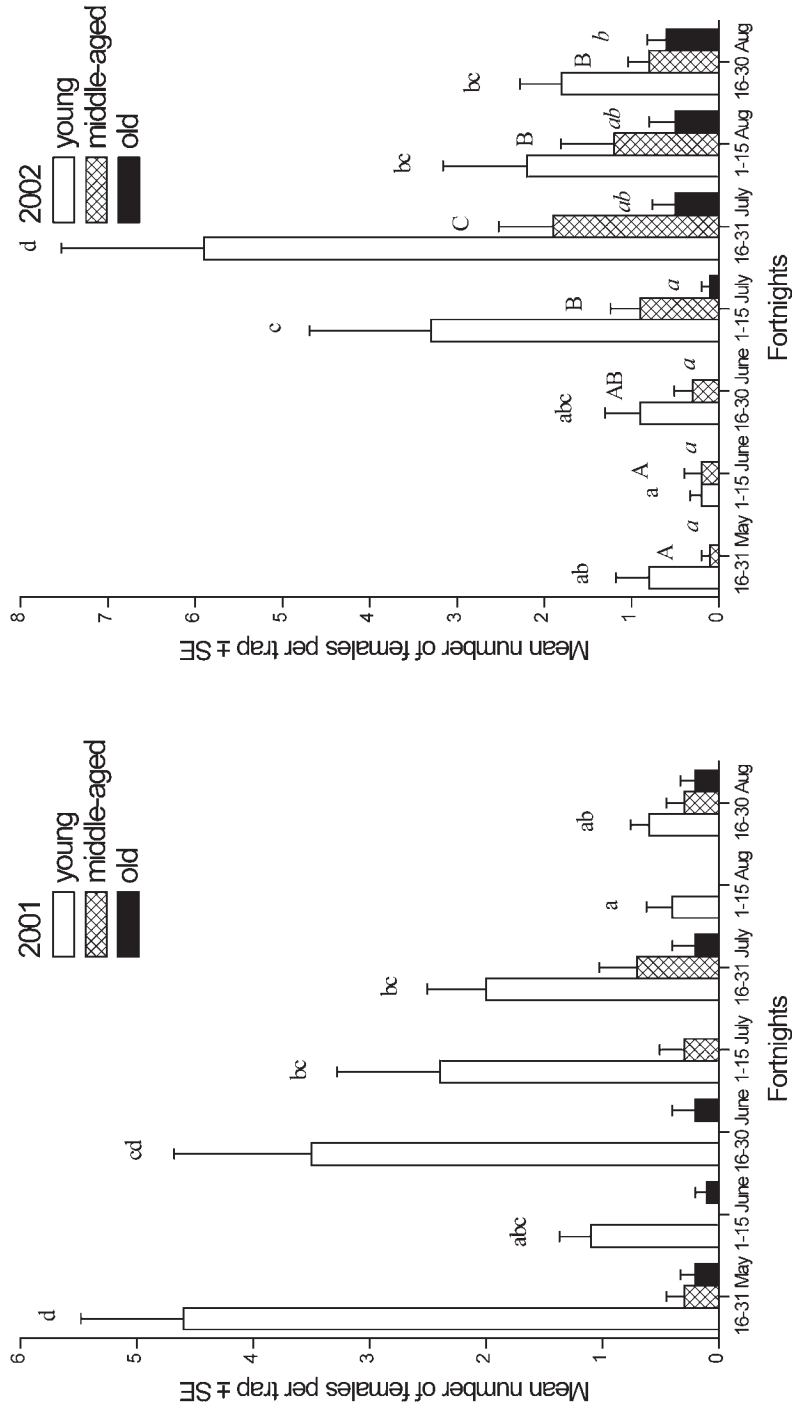 2001
young
middle-aged
old
6
5
4
3
2
1
0
Mean number of females per trap ± SE
d
abc
cd
bc
bc
a
ab
16-31 May
1-15 June
16-30 June
1-15 July
16-31 July
1-15 Aug
16-30 Aug
Fortnights
2002
young
middle-aged
old
8
7
6
5
4
3
2
1
0
Mean number of females per trap ± SE
ab
A
a
a
A
a
abc
AB
a
c
B
a
d
C
ab
bc
B
ab
bc
B
b
16-31 May
1-15 June
16-30 June
1-15 July
16-31 July
1-15 Aug
16-30 Aug
Fortnights